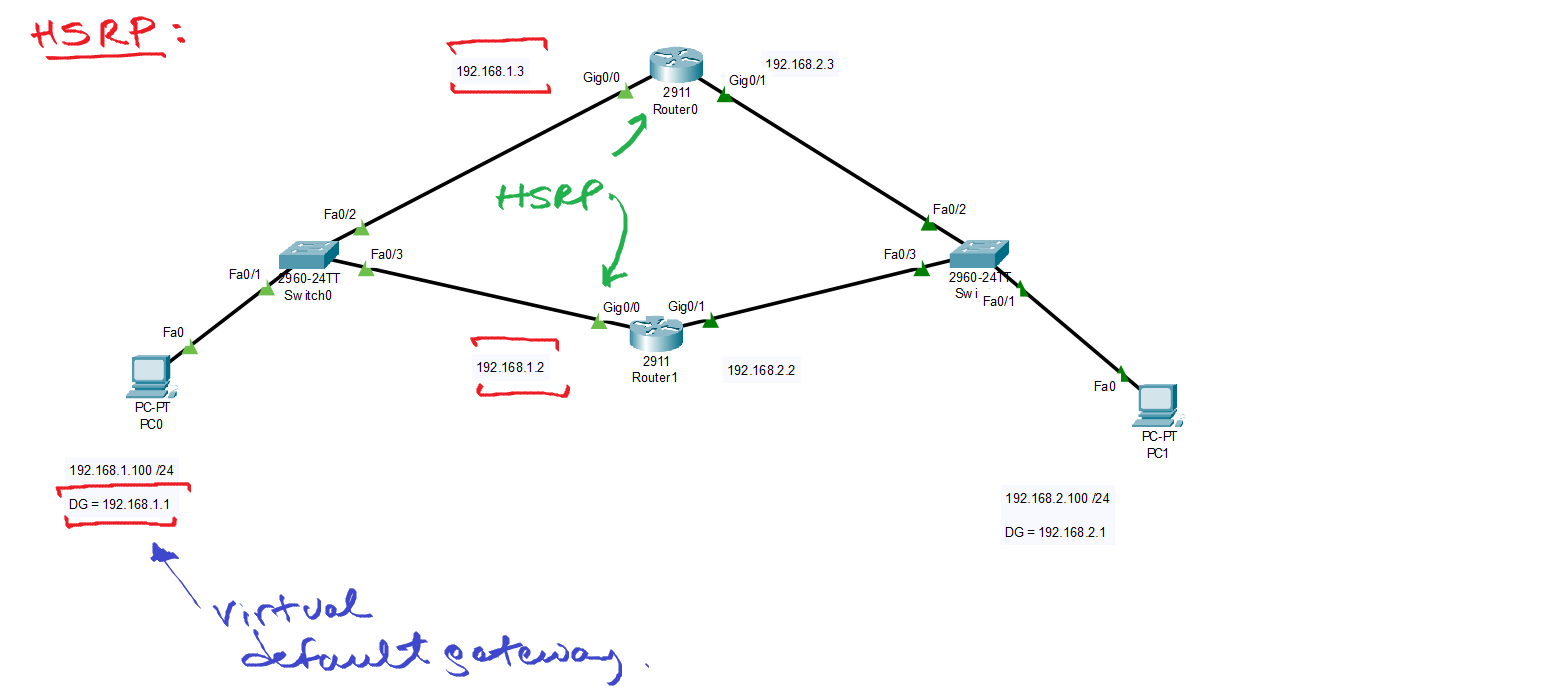 HSRP:
192.168.1.3
Gig0/0
2911
Router0
Gig0/1
192.168.2.3
HSRP
Fa0/2
Fa0/3
Fa0/1
2960-24TT
Switch0
Fa0
PC-PT
PC0
192.168.1.100 /24
DG = 192.168.1.1
Gig0/0
Gig0/1
2911
Router1
192.168.1.2
192.168.2.2
Fa0/2
Fa0/3
2960-24TT
Swi
Fa0/1
Fa0
PC-PT
PC1
192.168.2.100 /24
DG = 192.168.2.1
virtual
default gateway.